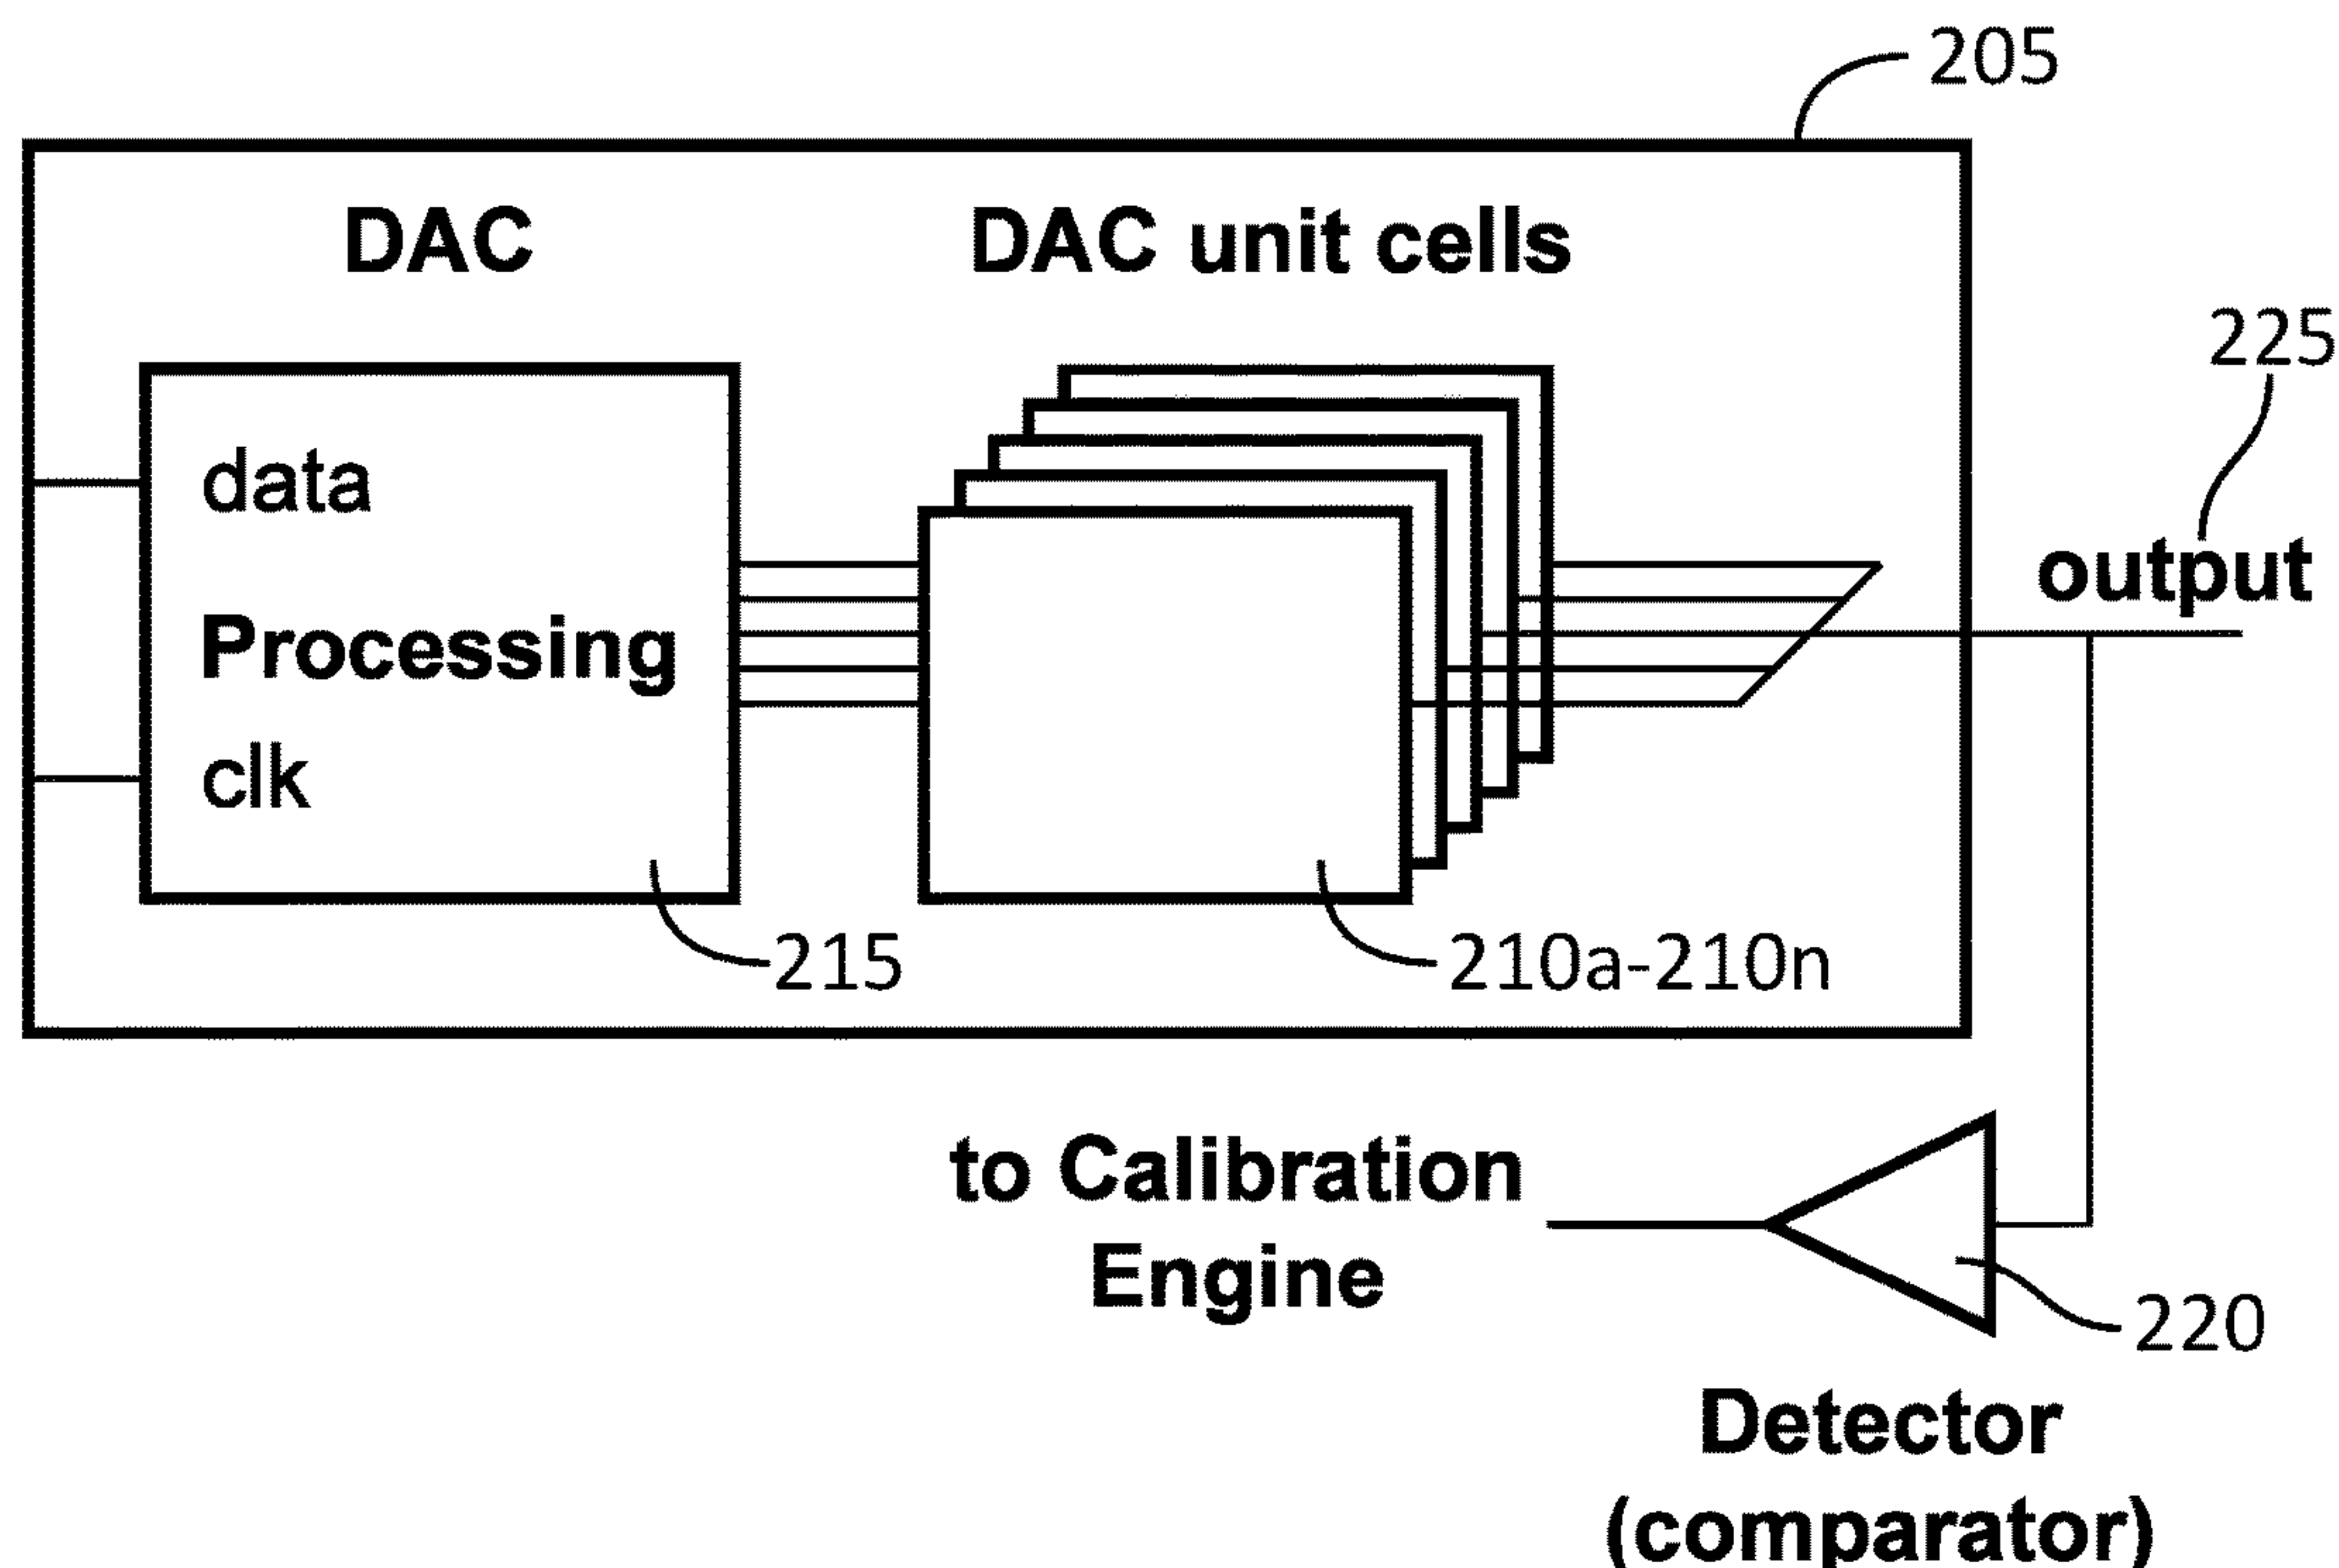 205
DAC
DAC unit cells
225
data
output
Processing
clk
215
210a-210n
to Calibration
Engine
220
Detector
(comparator)